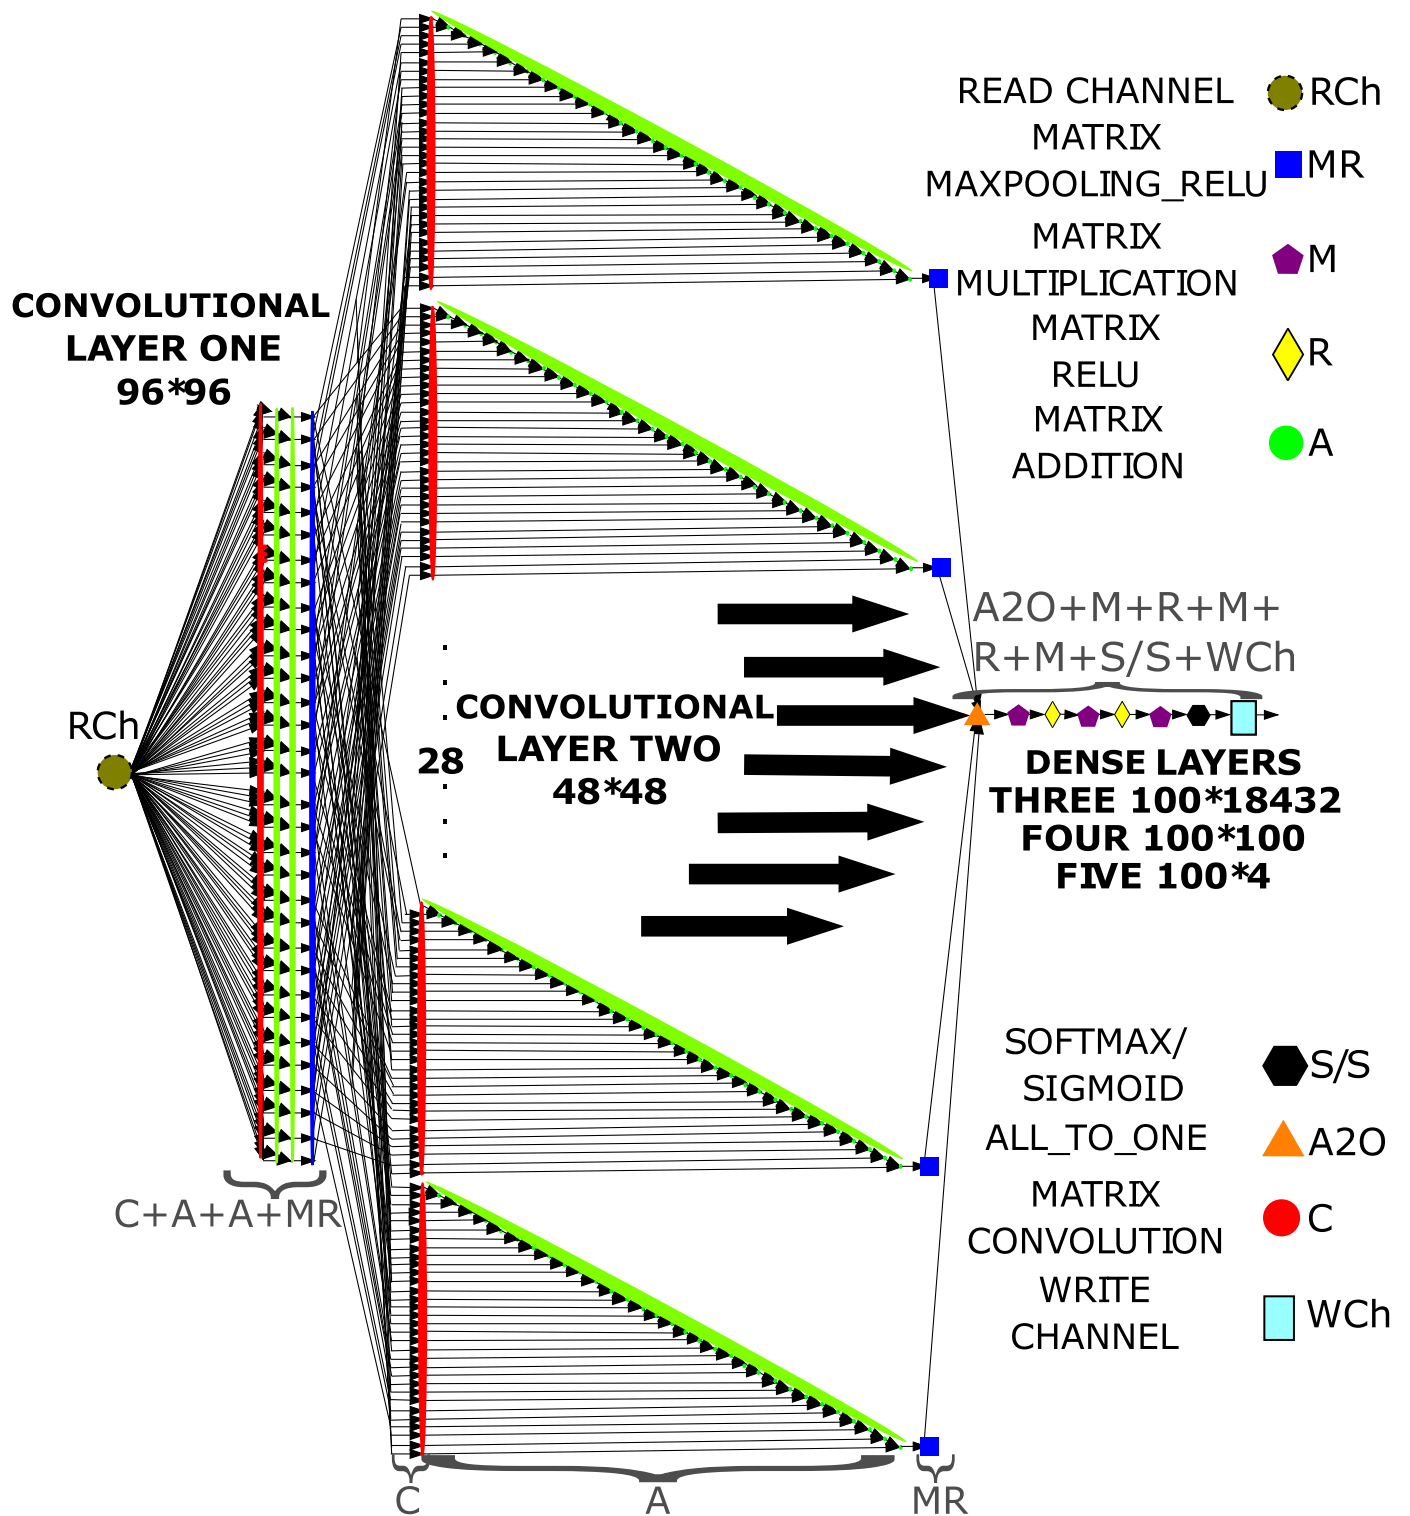 READ CHANNEL
RCh
MATRIX
MAXPOOLING_RELU
MR
MATRIX
MULTIPLICATION
M
MATRIX
RELU
R
MATRIX
ADDITION
A
CONVOLUTIONAL
LAYER ONE
96*96
RCh
C+A+A+MR
28
CONVOLUTIONAL
LAYER TWO
48*48
A2O+M+R+M+
R+M+S/S+WCh
DENSE LAYERS
THREE 100*18432
FOUR 100*100
FIVE 100*4
SOFTMAX/
SIGMOID
S/S
ALL_TO_ONE
A2O
MATRIX
CONVOLUTION
C
WRITE
CHANNEL
WCh
C
A
MR